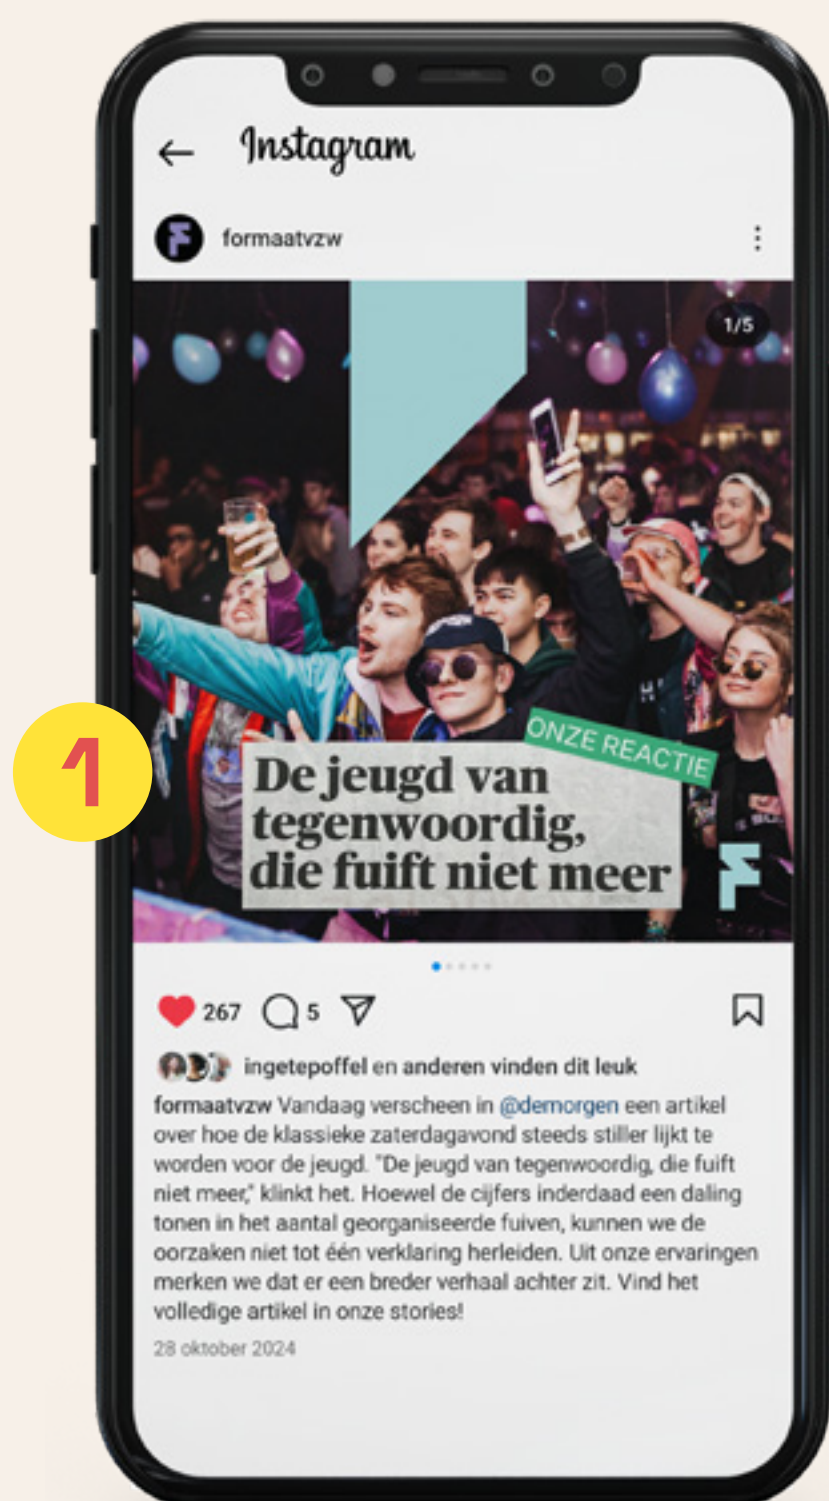 Instagram
formaatvzw
1/5
1
ONZE REACTIE
De jeugd van
tegenwoordig,
die fuift niet meer
267 5
ingetepoffel en anderen vinden dit leuk
formaatvzw Vandaag verscheen in @demorgen een artikel
over hoe de klassieke zaterdagavond steeds stiller lijkt te
worden voor de jeugd. "De jeugd van tegenwoordig, die fuift
niet meer," klinkt het. Hoewel de cijfers inderdaad een daling
tonen in het aantal georganiseerde fuiven, kunnen we de
oorzaken niet tot één verklaring herleiden. Uit onze ervaringen
merken we dat er een breder verhaal achter zit. Vind het
volledige artikel in onze stories!
28 oktober 2024